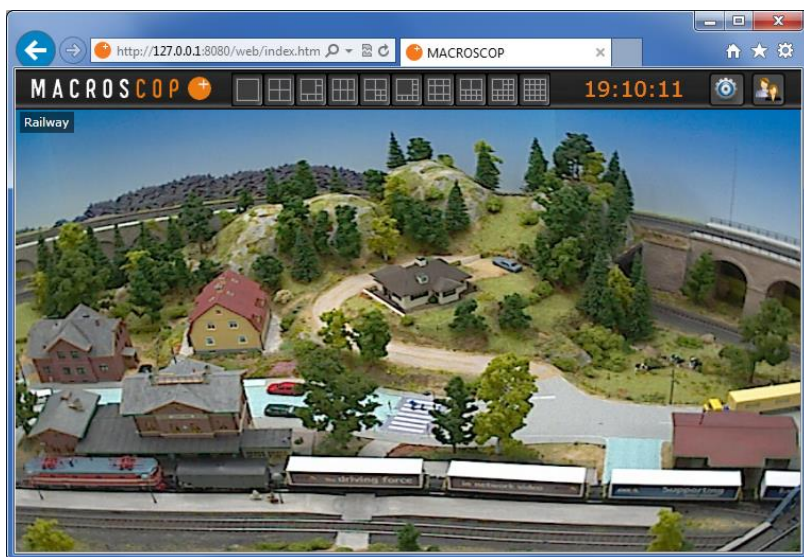 http://127.0.0.1:8080/web/index.htm
MACROSCOP
MACROSCOP
19:10:11
Railway
the driving force
in network video
Supporting